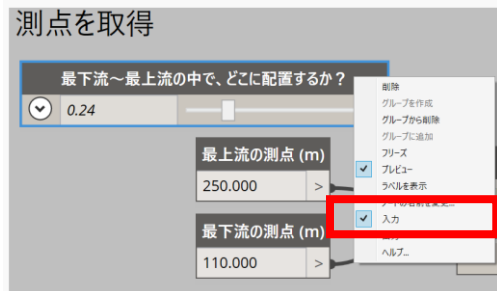 測点を取得
最下流～最上流の中で、どこに配置するか？
0.24
最上流の測点 (m)
250.000 >
最下流の測点 (m)
110.000 >
削除
グループを作成
グループから削除
グループに追加
フリーズ
プレビュー
ラベルを表示
入力
ヘルプ...